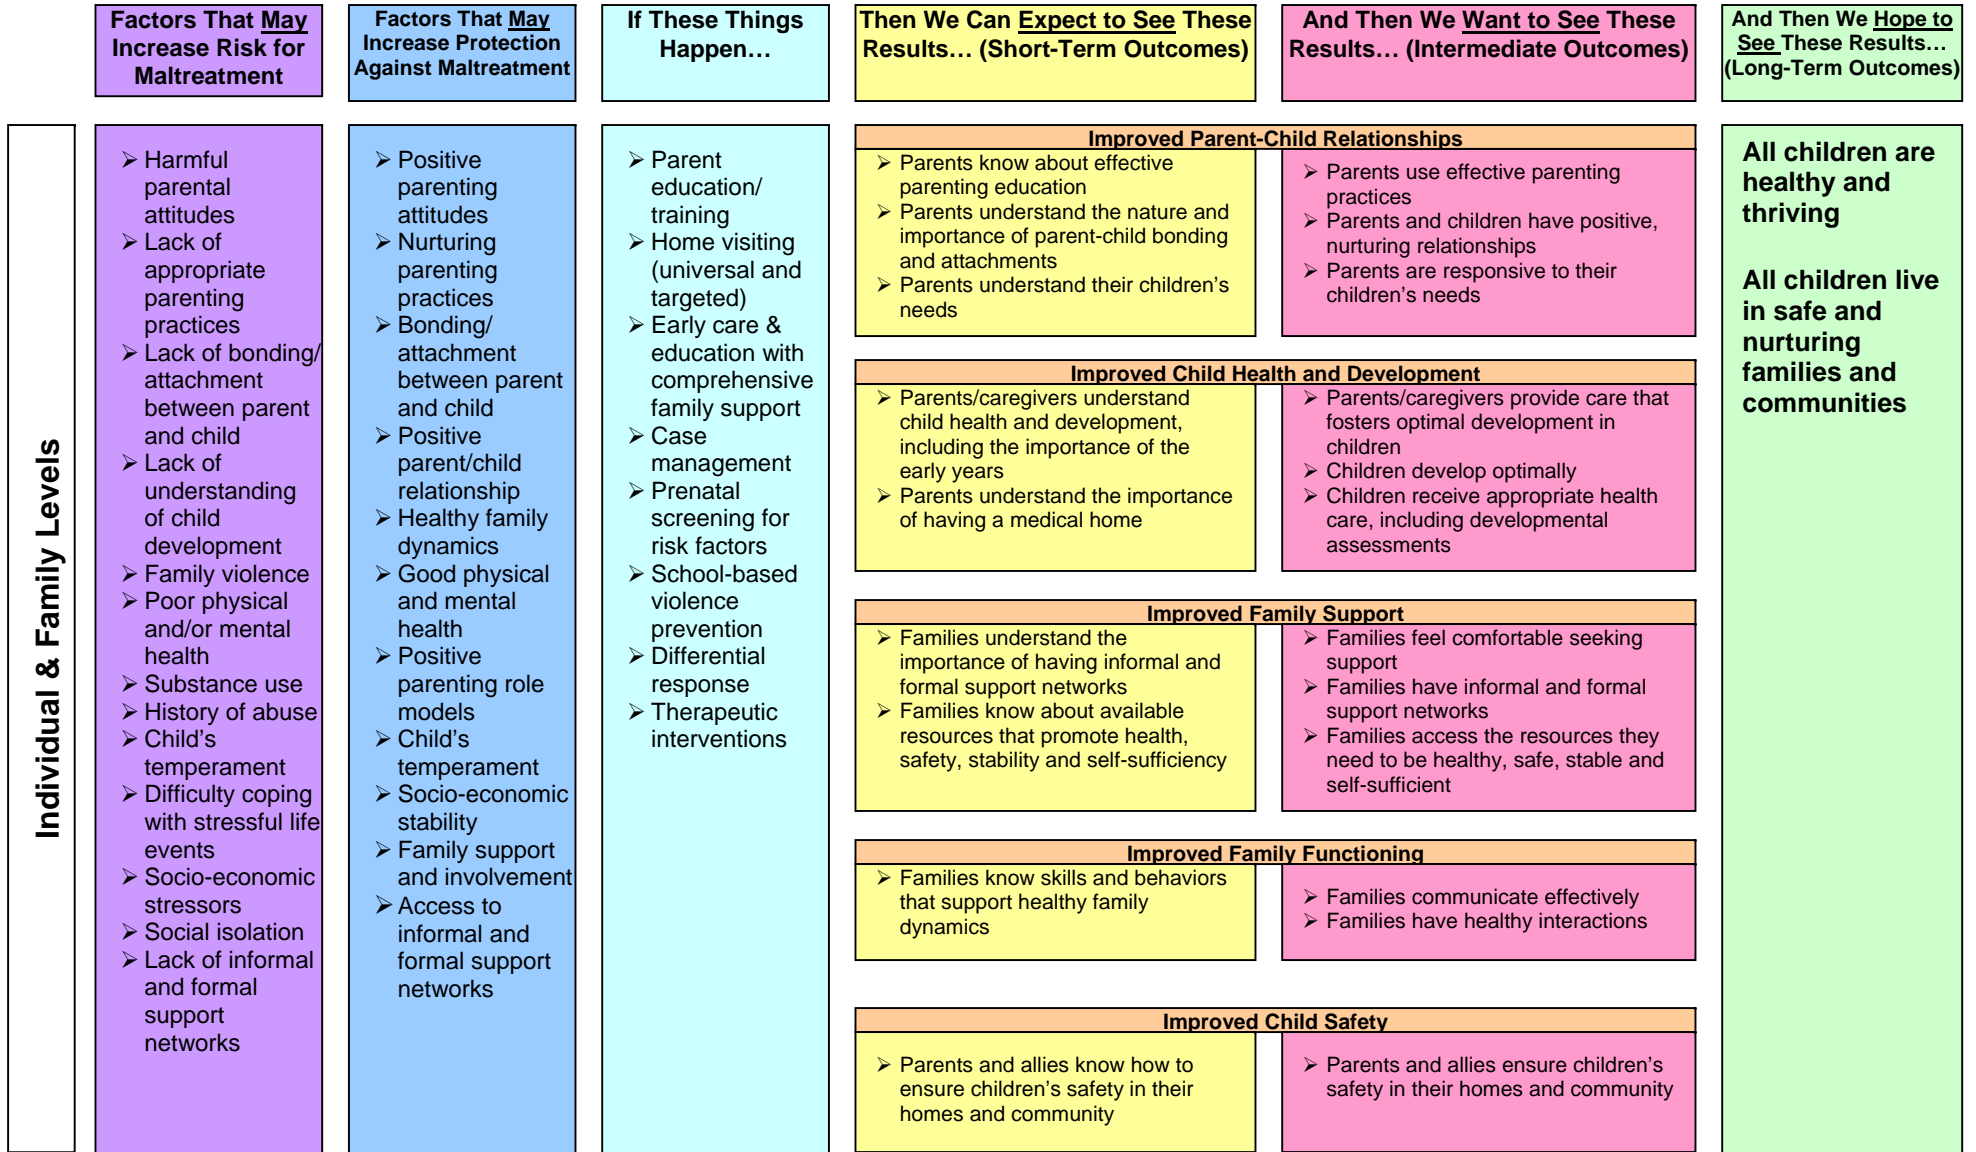 Factors That May
Increase Risk for
Maltreatment
Factors That May
Increase Protection
Against Maltreatment
If These Things
Happen…
Then We Can Expect to See These
Results… (Short-Term Outcomes)
And Then We Want to See These
Results… (Intermediate Outcomes)
And Then We Hope to
See These Results…
(Long-Term Outcomes)
Individual & Family Levels
➢ Harmful
parental
attitudes
➢ Lack of
appropriate
parenting
practices
➢ Lack of bonding/
attachment
between parent
and child
➢ Lack of
understanding
of child
development
➢ Family violence
➢ Poor physical
and/or mental
health
➢ Substance use
➢ History of abuse
➢ Child’s
temperament
➢ Difficulty coping
with stressful life
events
➢ Socio-economic
stressors
➢ Social isolation
➢ Lack of informal
and formal
support
networks
➢ Positive
parenting
attitudes
➢ Nurturing
parenting
practices
➢ Bonding/
attachment
between parent
and child
➢ Positive
parent/child
relationship
➢ Healthy family
dynamics
➢ Good physical
and mental
health
➢ Positive
parenting role
models
➢ Child’s
temperament
➢ Socio-economic
stability
➢ Family support
and involvement
➢ Access to
informal and
formal support
networks
➢ Parent
education/
training
➢ Home visiting
(universal and
targeted)
➢ Early care &
education with
comprehensive
family support
➢ Case
management
➢ Prenatal
screening for
risk factors
➢ School-based
violence
prevention
➢ Differential
response
➢ Therapeutic
interventions
Improved Parent-Child Relationships
➢ Parents know about effective
parenting education
➢ Parents understand the nature and
importance of parent-child bonding
and attachments
➢ Parents understand their children’s
needs
➢ Parents use effective parenting
practices
➢ Parents and children have positive,
nurturing relationships
➢ Parents are responsive to their
children’s needs
Improved Child Health and Development
➢ Parents/caregivers understand
child health and development,
including the importance of the
early years
➢ Parents understand the importance
of having a medical home
➢ Parents/caregivers provide care that
fosters optimal development in
children
➢ Children develop optimally
➢ Children receive appropriate health
care, including developmental
assessments
Improved Family Support
➢ Families understand the
importance of having informal and
formal support networks
➢ Families know about available
resources that promote health,
safety, stability and self-sufficiency
➢ Families feel comfortable seeking
support
➢ Families have informal and formal
support networks
➢ Families access the resources they
need to be healthy, safe, stable and
self-sufficient
Improved Family Functioning
➢ Families know skills and behaviors
that support healthy family
dynamics
➢ Families communicate effectively
➢ Families have healthy interactions
Improved Child Safety
➢ Parents and allies know how to
ensure children’s safety in their
homes and community
➢ Parents and allies ensure children’s
safety in their homes and community
All children are
healthy and
thriving
All children live
in safe and
nurturing
families and
communities